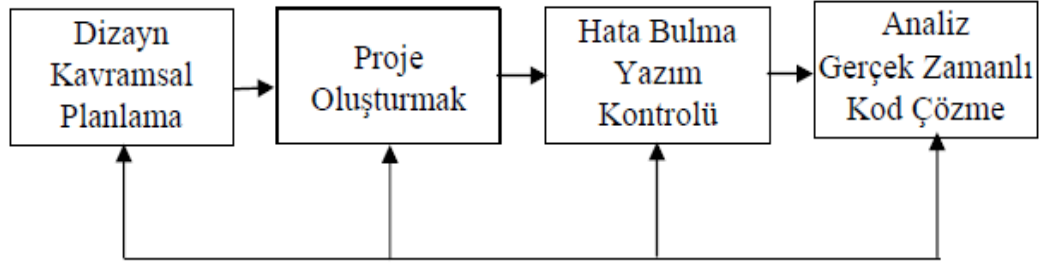 Dizayn
Kavramsal
Planlama
Proje
Oluşturmak
Hata Bulma
Yazım
Kontrolü
Analiz
Gerçek Zamanlı
Kod Çözme